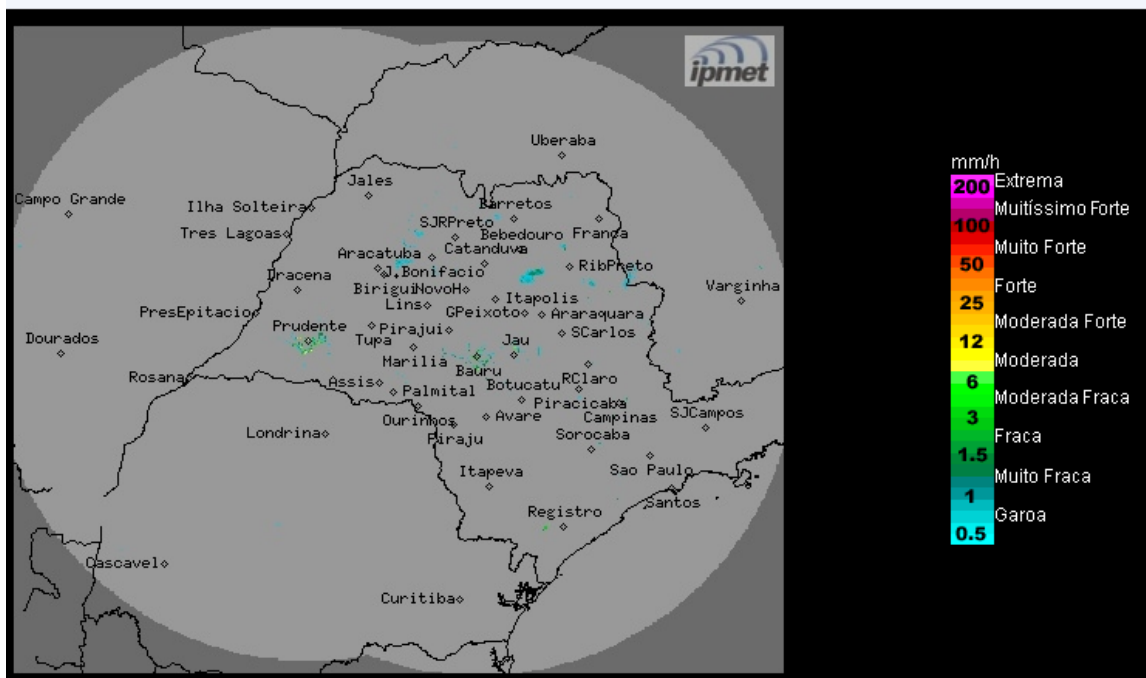 ipmet
Uberaba
Jales
Campo Grande
Ilha Solteira
Barretos
SJRPreto
Tres Lagoas
Bebedouro
Franca
Catanduva
Aracatuba
RibPreto
J.Bonifacio
Dracena
Birigui
NovoH
Varginha
Lins
Itapolis
PresEpitacio
GPeixoto
Araraquara
Prudente
Pirajui
SCarlos
Dourados
Tupa
Jau
Marilia
Bauru
Rosana
Assis
Botucatu
RClaro
Palmital
Piracicaba
Ourinhos
Avare
Campinas
SJCampos
Londrina
Piraju
Sorocaba
Itapeva
Sao Paulo
Santos
Registro
Cascavel
Curitiba
mm/h
200 Extrema
Muitíssimo Forte
100
Muito Forte
50
Forte
25
Moderada Forte
12
Moderada
6
Moderada Fraca
3
Fraca
1.5
Muito Fraca
1
Garoa
0.5